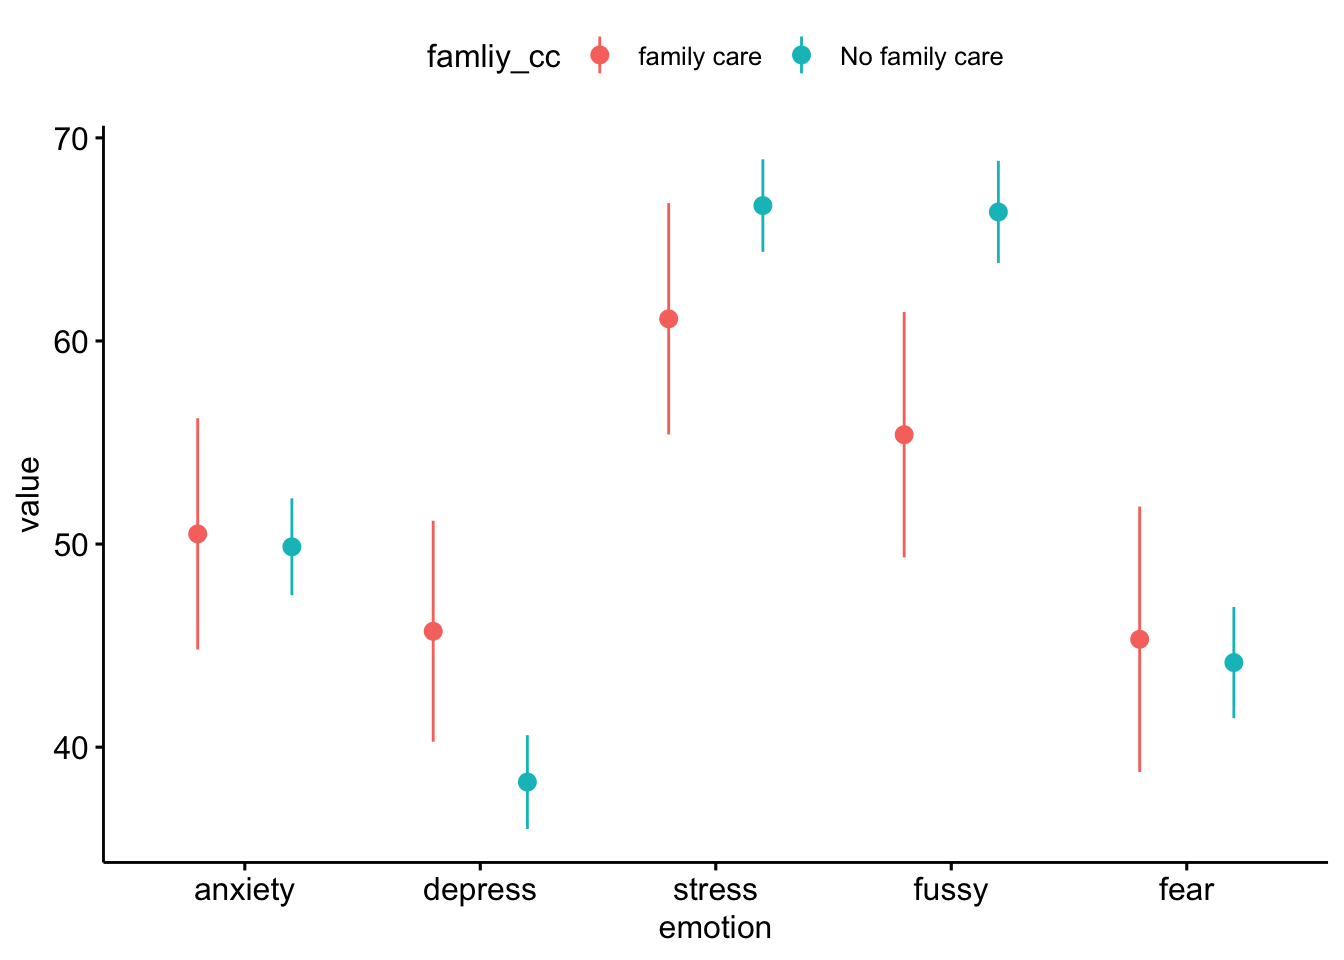 famliy_cc family care No family care
70
60
50
40
value
anxiety depress stress fussy fear
emotion